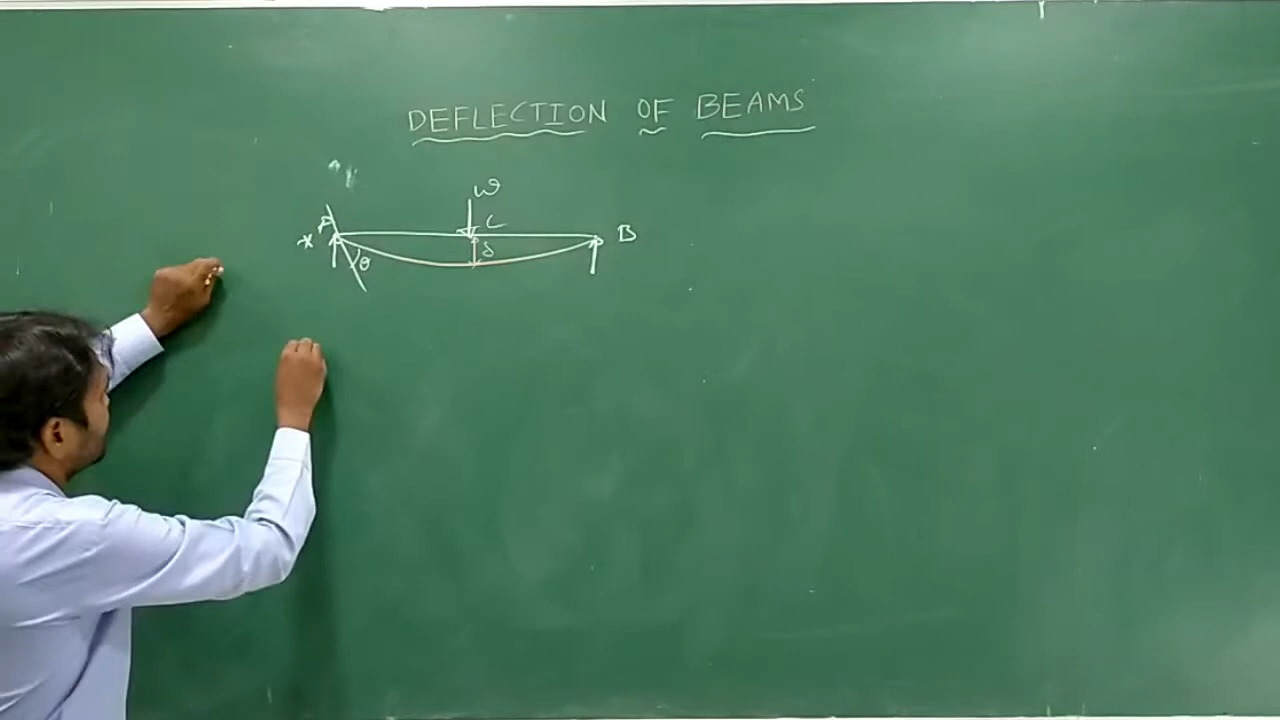 DEFLECTION OF BEAMS
W
A
C
B
δ
θ